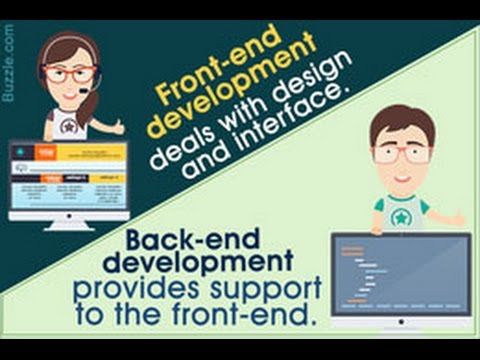 Buzzle.com
Front-end
development
deals with design
and interface.
Back-end
development
provides support
to the front-end.